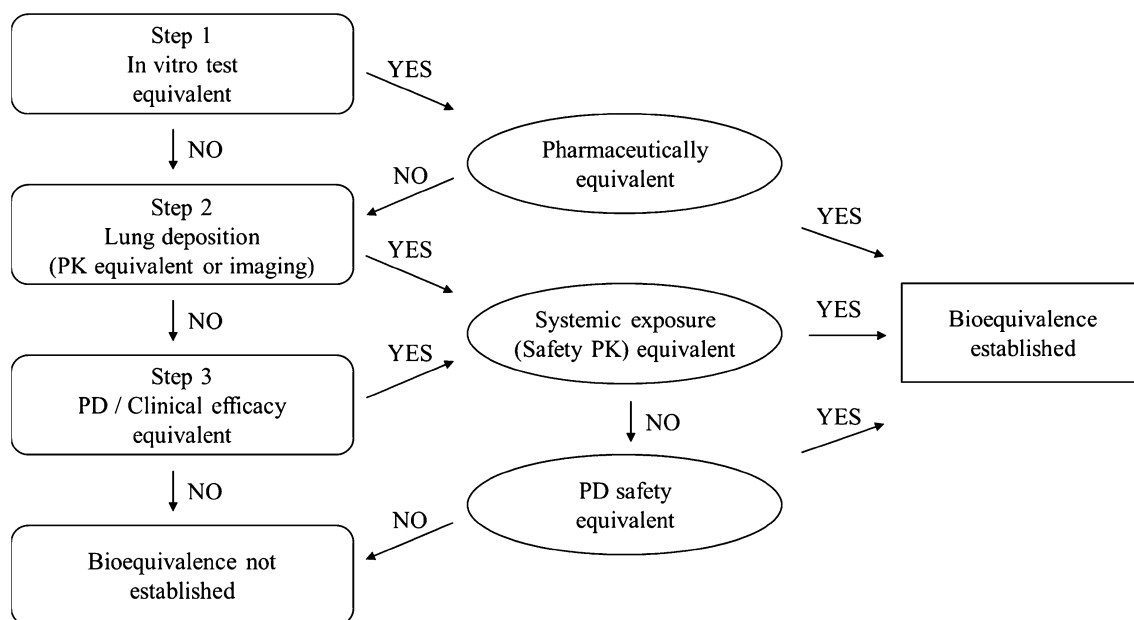 Step 1
In vitro test
equivalent
YES
NO
Pharmaceutically
equivalent
NO
YES
Step 2
Lung deposition
(PK equivalent or imaging)
YES
NO
Systemic exposure
(Safety PK) equivalent
YES
Bioequivalence
established
Step 3
PD / Clinical efficacy
equivalent
YES
NO
NO
YES
PD safety
equivalent
NO
Bioequivalence not
established